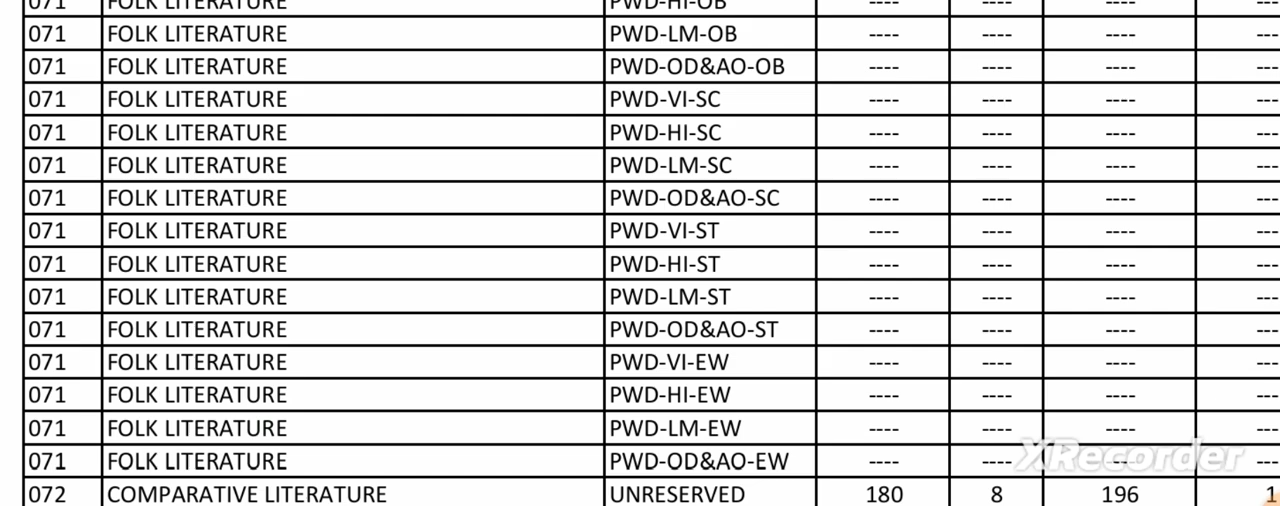 071 FOLK LITERATURE PWD-HI-OB ---- ---- ---- ---
071 FOLK LITERATURE PWD-LM-OB ---- ---- ---- ---
071 FOLK LITERATURE PWD-OD&AO-OB ---- ---- ---- ---
071 FOLK LITERATURE PWD-VI-SC ---- ---- ---- ---
071 FOLK LITERATURE PWD-HI-SC ---- ---- ---- ---
071 FOLK LITERATURE PWD-LM-SC ---- ---- ---- ---
071 FOLK LITERATURE PWD-OD&AO-SC ---- ---- ---- ---
071 FOLK LITERATURE PWD-VI-ST ---- ---- ---- ---
071 FOLK LITERATURE PWD-HI-ST ---- ---- ---- ---
071 FOLK LITERATURE PWD-LM-ST ---- ---- ---- ---
071 FOLK LITERATURE PWD-OD&AO-ST ---- ---- ---- ---
071 FOLK LITERATURE PWD-VI-EW ---- ---- ---- ---
071 FOLK LITERATURE PWD-HI-EW ---- ---- ---- ---
071 FOLK LITERATURE PWD-LM-EW ---- ---- ---- ---
071 FOLK LITERATURE PWD-OD&AO-EW ---- ---- ---- ---
XRecorder
072 COMPARATIVE LITERATURE UNRESERVED 180 8 196 1